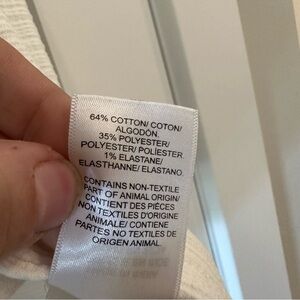 64% COTTON/ COTON/
ALGODÓN.
35% POLYESTER/
POLYESTER/ POLIÉSTER.
1% ELASTANE/
ELASTHANNE/ ELASTANO.
CONTAINS NON-TEXTILE
PART OF ANIMAL ORIGIN/
CONTIENT DES PIÈCES
NON TEXTILES D'ORIGINE
ANIMALE/ CONTIENE
PARTES NO TEXTILES DE
ORIGEN ANIMAL.